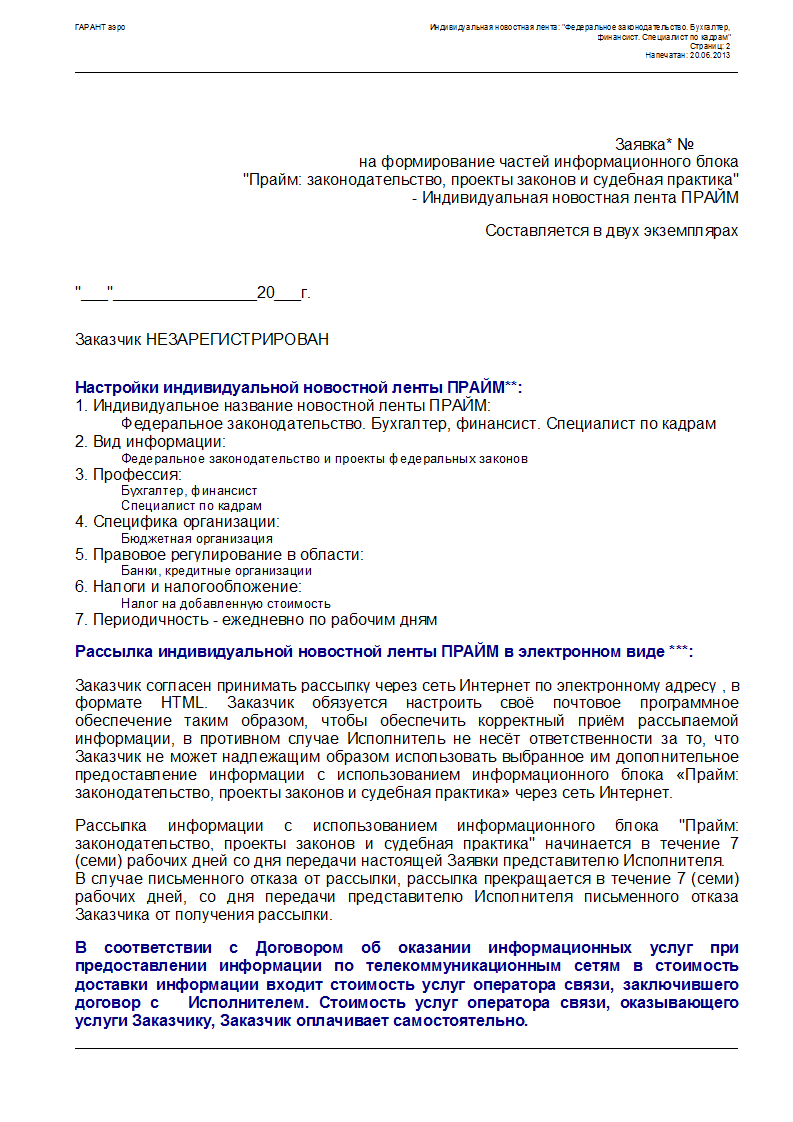 ГАРАНТ аэро
Индивидуальная новостная лента: "Федеральное законодательство. Бухгалтер,
финансист. Специалист по кадрам"
Страниц: 2
Напечатан: 20.06.2013
Заявка* №
на формирование частей информационного блока
"Прайм: законодательство, проекты законов и судебная практика"
- Индивидуальная новостная лента ПРАЙМ
Составляется в двух экземплярах
"___"________________20___г.
Заказчик НЕЗАРЕГИСТРИРОВАН
Настройки индивидуальной новостной ленты ПРАЙМ**:
1. Индивидуальное название новостной ленты ПРАЙМ:
Федеральное законодательство. Бухгалтер, финансист. Специалист по кадрам
2. Вид информации:
Федеральное законодательство и проекты федеральных законов
3. Профессия:
Бухгалтер, финансист
Специалист по кадрам
4. Специфика организации:
Бюджетная организация
5. Правовое регулирование в области:
Банки, кредитные организации
6. Налоги и налогообложение:
Налог на добавленную стоимость
7. Периодичность - ежедневно по рабочим дням
Рассылка индивидуальной новостной ленты ПРАЙМ в электронном виде ***:
Заказчик согласен принимать рассылку через сеть Интернет по электронному адресу , в
формате HTML. Заказчик обязуется настроить своё почтовое программное
обеспечение таким образом, чтобы обеспечить корректный приём рассылаемой
информации, в противном случае Исполнитель не несёт ответственности за то, что
Заказчик не может надлежащим образом использовать выбранное им дополнительное
предоставление информации с использованием информационного блока «Прайм:
законодательство, проекты законов и судебная практика» через сеть Интернет.
Рассылка информации с использованием информационного блока "Прайм:
законодательство, проекты законов и судебная практика" начинается в течение 7
(семи) рабочих дней со дня передачи настоящей Заявки представителю Исполнителя.
В случае письменного отказа от рассылки, рассылка прекращается в течение 7 (семи)
рабочих дней, со дня передачи представителю Исполнителя письменного отказа
Заказчика от получения рассылки.
В соответствии с Договором об оказании информационных услуг при
предоставлении информации по телекоммуникационным сетям в стоимость
доставки информации входит стоимость услуг оператора связи, заключившего
договор с Исполнителем. Стоимость услуг оператора связи, оказывающего
услуги Заказчику, Заказчик оплачивает самостоятельно.